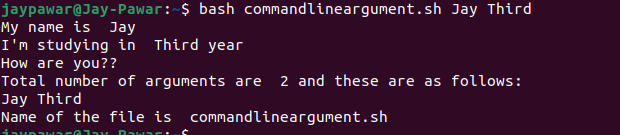 jaypawar@Jay-Pawar:~$ bash commandlineargument.sh Jay Third
My name is  Jay
I'm studying in  Third year
How are you??
Total number of arguments are  2 and these are as follows:
Jay Third
Name of the file is  commandlineargument.sh
jaypawar@Jay-Pawar:~$